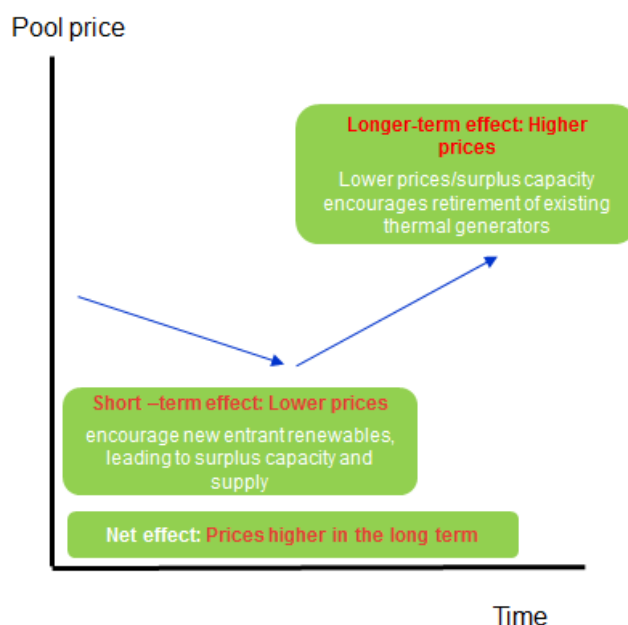 Pool price
Longer-term effect: Higher
prices
Lower prices/surplus capacity
encourages retirement of existing
thermal generators
Short –term effect: Lower prices
encourage new entrant renewables,
leading to surplus capacity and
supply
Net effect: Prices higher in the long term
Time